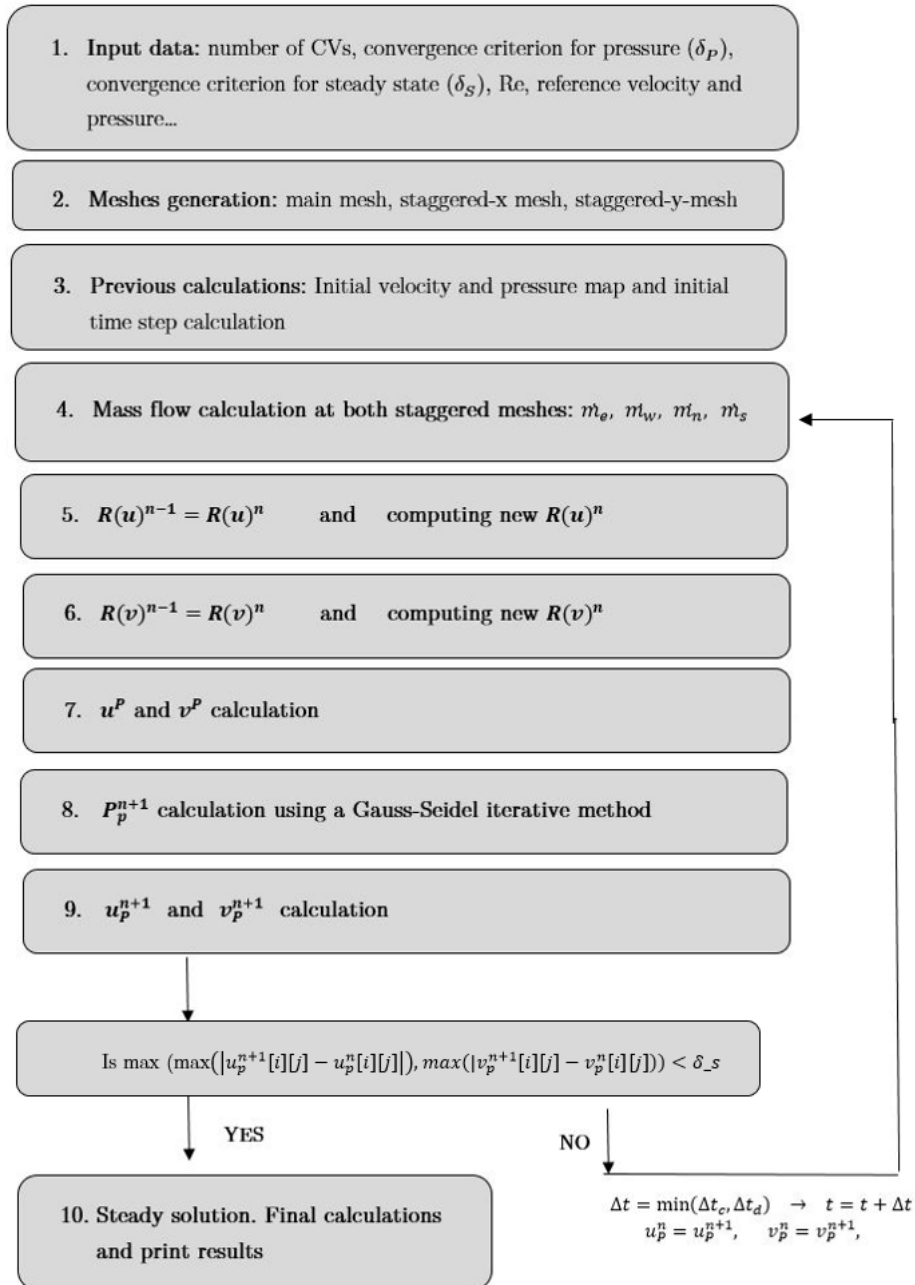 1. Input data: number of CVs, convergence criterion for pressure (δ_P),
convergence criterion for steady state (δ_S), Re, reference velocity and
pressure...
2. Meshes generation: main mesh, staggered-x mesh, staggered-y-mesh
3. Previous calculations: Initial velocity and pressure map and initial
time step calculation
4. Mass flow calculation at both staggered meshes: ṁ_e, ṁ_w, ṁ_n, ṁ_s
5. R(u)^{n-1} = R(u)^n and computing new R(u)^n
6. R(v)^{n-1} = R(v)^n and computing new R(v)^n
7. u^P and v^P calculation
8. P_p^{n+1} calculation using a Gauss-Seidel iterative method
9. u_p^{n+1} and v_p^{n+1} calculation
Is max (max(|u_p^{n+1}[i][j] − u_p^n[i][j]|), max(|v_p^{n+1}[i][j] − v_p^n[i][j])) < δ_s
YES
NO
10. Steady solution. Final calculations
and print results
Δt = min(Δt_c, Δt_d) → t = t + Δt
u_p^n = u_p^{n+1}, v_p^n = v_p^{n+1},